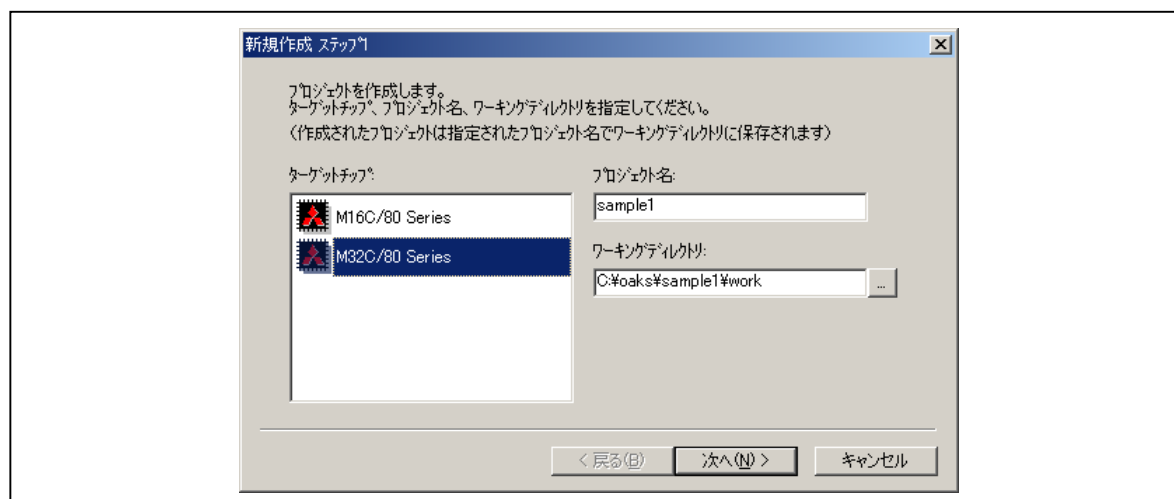 新規作成 ステップ1
プロジェクトを作成します。
ターゲットチップ、プロジェクト名、ワーキングディレクトリを指定してください。
(作成されたプロジェクトは指定されたプロジェクト名でワーキングディレクトリに保存されます)
ターゲットチップ:
M16C/80 Series
M32C/80 Series
プロジェクト名:
sample1
ワーキングディレクトリ:
C:¥oaks¥sample1¥work
...
< 戻る(B)
次へ(N) >
キャンセル